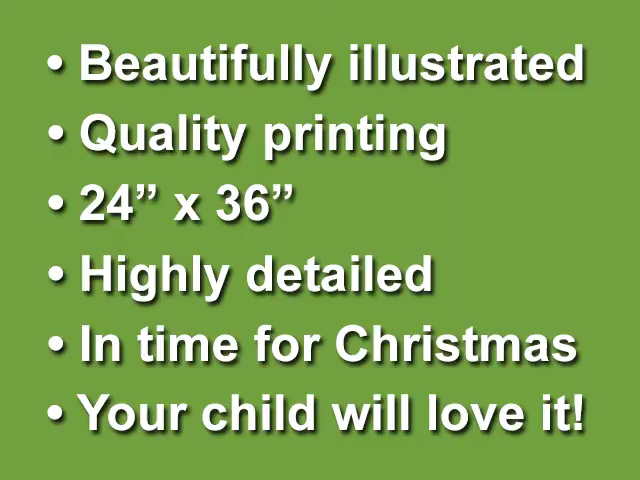 • Beautifully illustrated
• Quality printing
• 24” x 36”
• Highly detailed
• In time for Christmas
• Your child will love it!